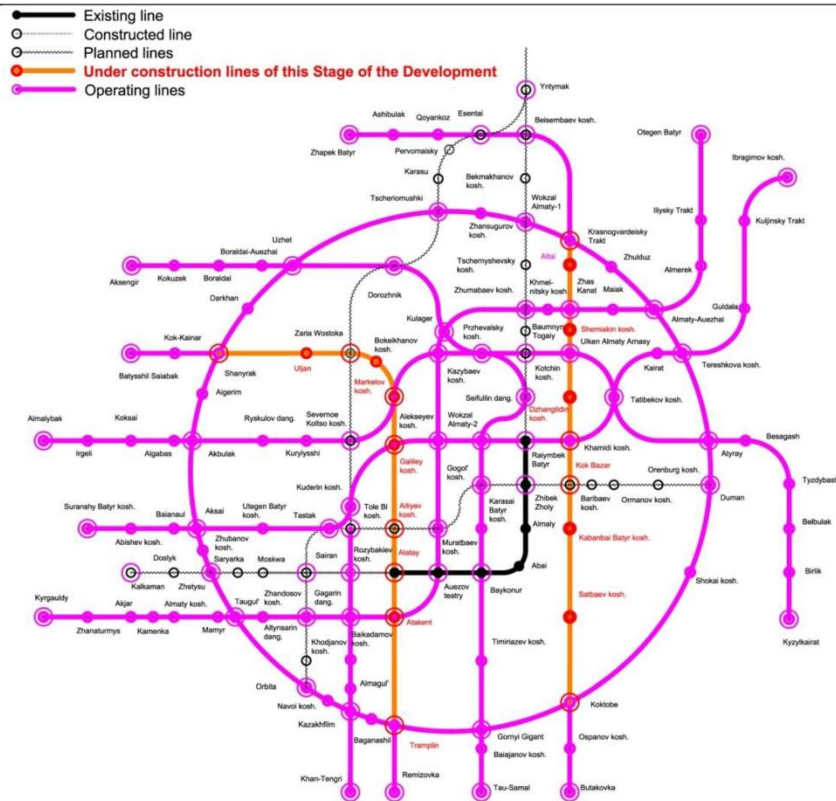 Existing line
Constructed line
Planned lines
Under construction lines of this Stage of the Development
Operating lines
Yntymak
Ashibulak
Qoyankoz
Esentai
Beisembaev kosh.
Zhapek Batyr
Pervomaisky
Otegen Batyr
Ibragimov kosh.
Karasu
Bekmakhanov
kosh.
Tscheriomushki
Wokzal
Almaty-1
Zhansugurov
kosh.
Krasnogvardeisky
Trakt
Iliysky Trakt
Kuljinsky Trakt
Uzhet
Boraldai-Auezhai
Altai
Aksengir
Kokuzek
Boraldai
Tschernyshevsky
kosh.
Zhas
Kanat
Zhulduz
Almerek
Dorozhnik
Zhumabaev kosh.
Khmel-
nitsky kosh.
Maiak
Darkhan
Almaty-Auezhai
Guldala
Kulager
Przhevalsky
kosh.
Baumny
Togaiy
Shemiakin kosh.
Kok-Kainar
Zaria Wostoka
Bokeikhanov
kosh.
Ulken Almaty Arnasy
Batysshil Saiabak
Shanyrak
Uljan
Markelov
kosh.
Kazybaev
kosh.
Kotchin
kosh.
Kairat
Tereshkova kosh.
Aigerim
Seifullin dang.
Dzhangildin
kosh.
Tatibekov kosh.
Almalybak
Koksai
Ryskulov dang.
Severnoe
Koltso kosh.
Alekseyev
kosh.
Wokzal
Almaty-2
Besagash
Irgeli
Algabas
Akbulak
Kurylysshi
Galiley
kosh.
Gogol'
kosh.
Raiymbek
Batyr
Khamidi kosh.
Atyray
Kok Bazar
Orenburg kosh.
Kuderin kosh.
Suranshy Batyr kosh.
Baianaul
Aksai
Utegen Batyr
kosh.
Tastak
Tole Bi
kosh.
Aitiyev
kosh.
Karasai
Batyr kosh.
Zhibek
Zholy
Baribaev
kosh.
Ormanov kosh.
Duman
Tyzdybast
Abishev kosh.
Zhubanov
kosh.
Muratbaev
kosh.
Almaly
Kabanbai Batyr kosh.
Belbulak
Dostyk
Saryarka
Moskwa
Sairan
Rozybakiev
kosh.
Alatay
Abai
Kalkaman
Zhetysu
Zhandosov
kosh.
Gagarin
dang.
Auezov
teatry
Baykonur
Shokai kosh.
Birlik
Kyrgauldy
Akjar
Almaty kosh.
Taugul'
Satbaev kosh.
Zhanaturmys
Kamenka
Mamyr
Altynsarin
dang.
Baikadamov
kosh.
Atakent
Kyzylkairat
Khodjanov
kosh.
Timiriazev kosh.
Orbita
Almagul'
Navoi kosh.
Kazakhfilm
Koktobe
Baganashil
Tramplin
Gornyi Gigant
Baiajanov kosh.
Ospanov kosh.
Khan-Tengri
Remizovka
Tau-Samal
Butakovka